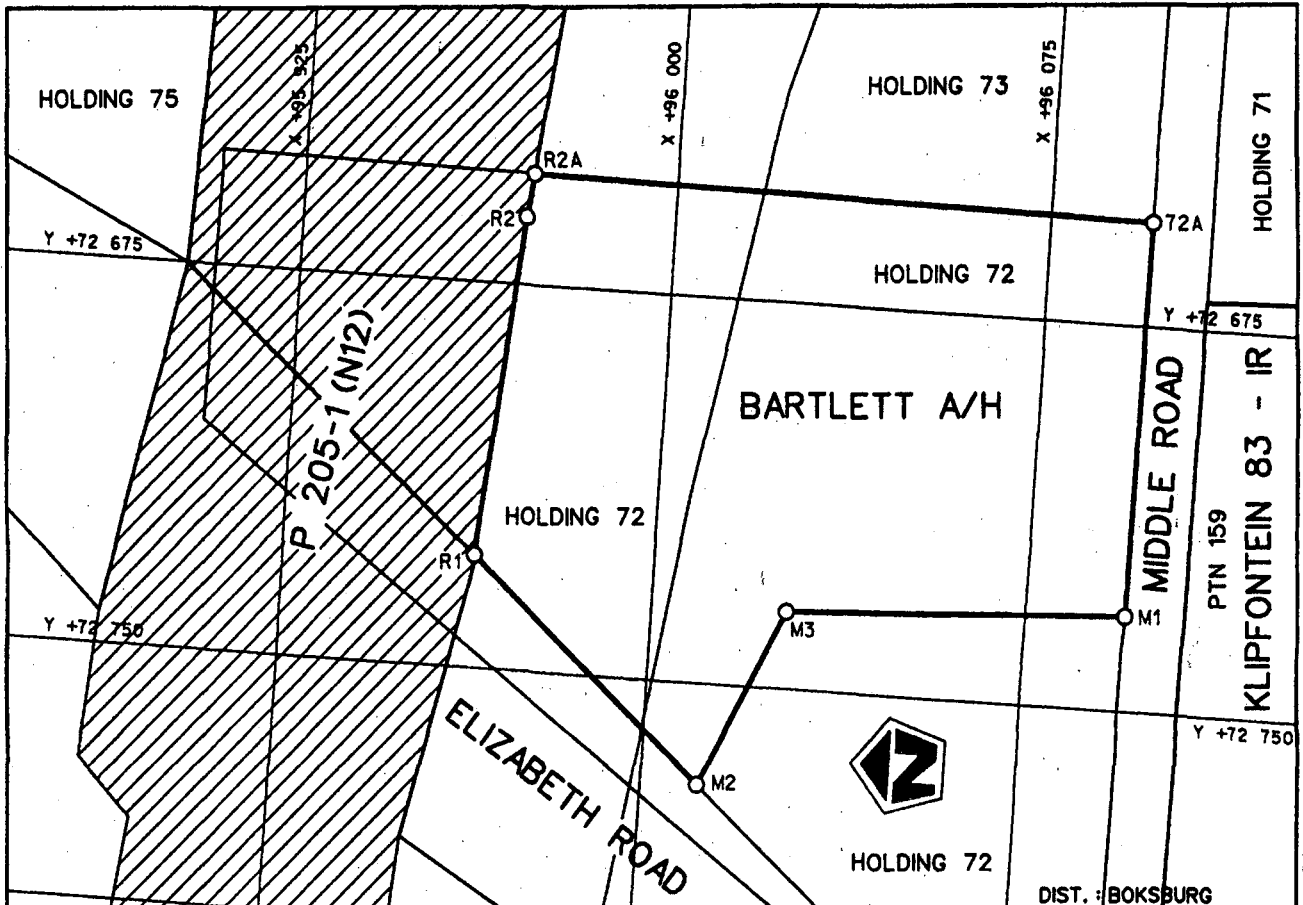 HOLDING 75
X +95 925
X +96 000
HOLDING 73
X +96 075
HOLDING 71
R2A
R2
72A
Y +72 675
HOLDING 72
Y +72 675
P 205-1 (N12)
BARTLETT A/H
MIDDLE ROAD
PTN 159
KLIPFONTEIN 83 - IR
HOLDING 72
R1
M3
M1
Y +72 750
ELIZABETH ROAD
Y +72 750
M2
N
HOLDING 72
DIST. : BOKSBURG